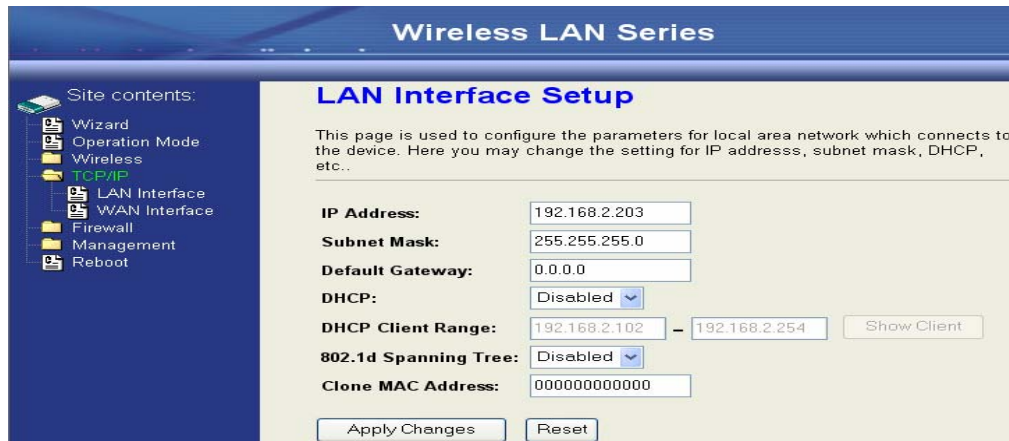 Wireless LAN Series
Site contents:
Wizard
Operation Mode
Wireless
TCP/IP
LAN Interface
WAN Interface
Firewall
Management
Reboot
LAN Interface Setup
This page is used to configure the parameters for local area network which connects to
the device. Here you may change the setting for IP addresss, subnet mask, DHCP,
etc..
IP Address: 192.168.2.203
Subnet Mask: 255.255.255.0
Default Gateway: 0.0.0.0
DHCP: Disabled
DHCP Client Range: 192.168.2.102 – 192.168.2.254 Show Client
802.1d Spanning Tree: Disabled
Clone MAC Address: 000000000000
Apply Changes Reset